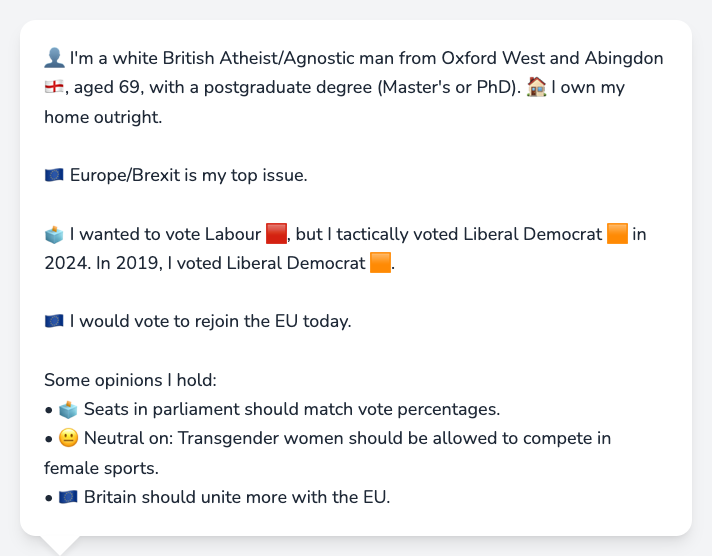 👤 I'm a white British Atheist/Agnostic man from Oxford West and Abingdon
🏴󠁧󠁢󠁥󠁮󠁧󠁿, aged 69, with a postgraduate degree (Master's or PhD). 🏠 I own my
home outright.
🇪🇺 Europe/Brexit is my top issue.
🗳️ I wanted to vote Labour 🟥, but I tactically voted Liberal Democrat 🟧 in
2024. In 2019, I voted Liberal Democrat 🟧.
🇪🇺 I would vote to rejoin the EU today.
Some opinions I hold:
• 🗳️ Seats in parliament should match vote percentages.
• 😐 Neutral on: Transgender women should be allowed to compete in
female sports.
• 🇪🇺 Britain should unite more with the EU.